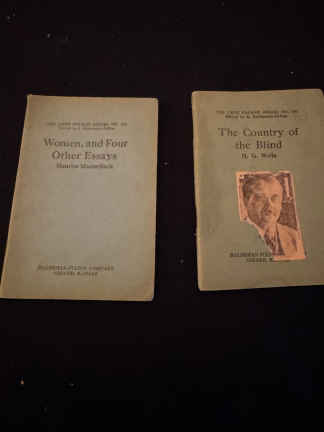 Women, and Four
Other Essays
Maurice Maeterlinck
HALDEMAN-JULIUS COMPANY
GIRARD, KANSAS
The Country of
the Blind
H. G. Wells
HALDEMAN-JULIUS
GIRARD, K